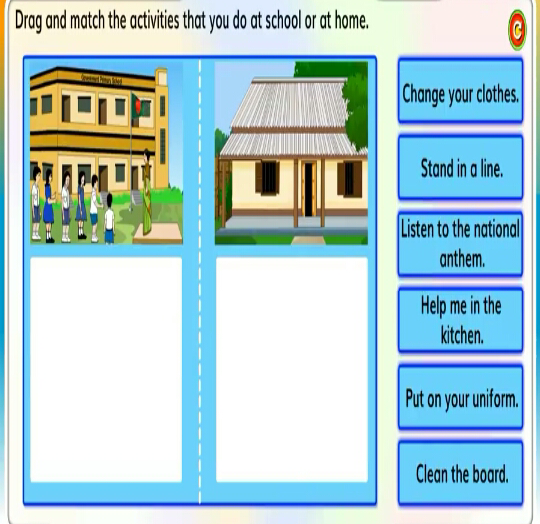 Drag and match the activities that you do at school or at home.
C
Government Primary School
Change your clothes.
Stand in a line.
Listen to the national
anthem.
Help me in the
kitchen.
Put on your uniform.
Clean the board.